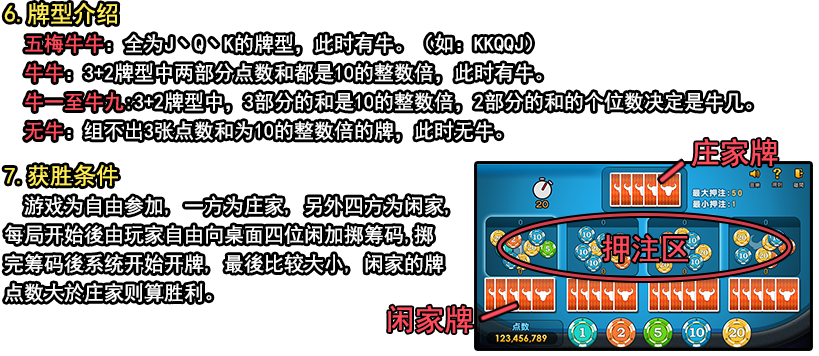 6.牌型介绍
五梅牛牛：全为J、Q、K的牌型，此时有牛。（如：KKQQJ）
牛牛：3+2牌型中两部分点数和都是10的整数倍，此时有牛。
牛一至牛九:3+2牌型中，3部分的和是10的整数倍，2部分的和的个位数决定是牛几。
无牛：组不出3张点数和为10的整数倍的牌，此时无牛。
7.获胜条件
游戏为自由参加，一方为庄家，另外四方为闲家，
每局开始後由玩家自由向桌面四位闲加掷筹码,掷
完筹码後系统开始开牌，最後比较大小，闲家的牌
点数大於庄家则算胜利。
庄家牌
20
最大押注:50
最小押注:1
0 0 0 0
押注区
闲家牌
点数
123,456,789
1 2 5 10 20